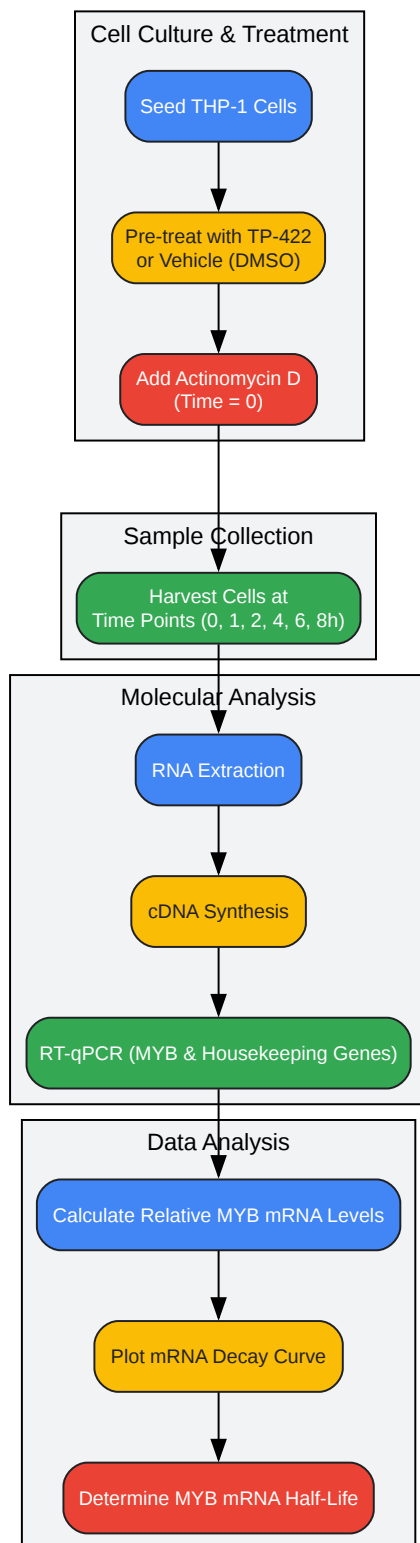 Cell Culture & Treatment
Seed THP-1 Cells
Pre-treat with TP-422
or Vehicle (DMSO)
Add Actinomycin D
(Time = 0)
Sample Collection
Harvest Cells at
Time Points (0, 1, 2, 4, 6, 8h)
Molecular Analysis
RNA Extraction
cDNA Synthesis
RT-qPCR (MYB & Housekeeping Genes)
Data Analysis
Calculate Relative MYB mRNA Levels
Plot mRNA Decay Curve
Determine MYB mRNA Half-Life